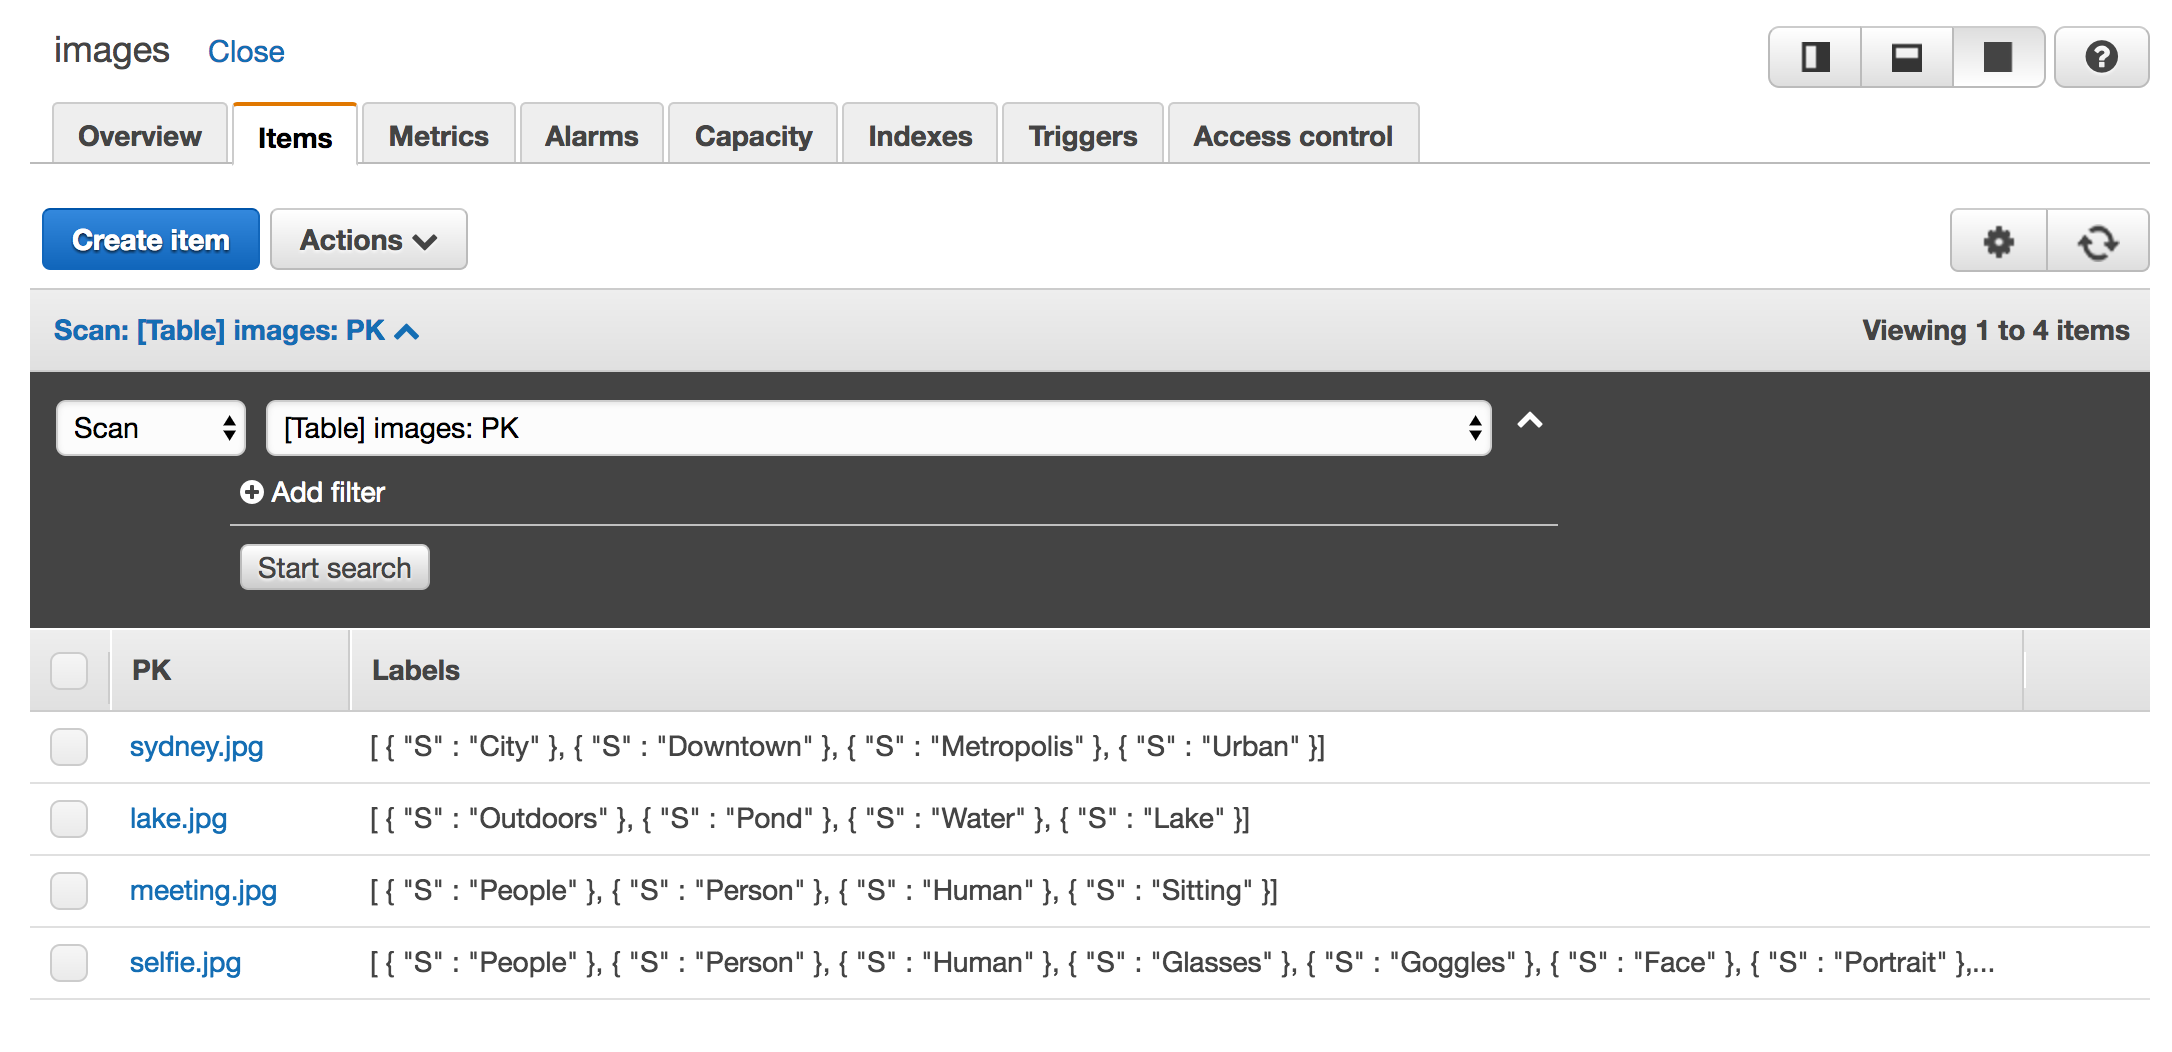 images Close
Overview Items Metrics Alarms Capacity Indexes Triggers Access control
Create item Actions
Scan: [Table] images: PK Viewing 1 to 4 items
Scan [Table] images: PK
Add filter
Start search
PK Labels
sydney.jpg [ { "S" : "City" }, { "S" : "Downtown" }, { "S" : "Metropolis" }, { "S" : "Urban" }]
lake.jpg [ { "S" : "Outdoors" }, { "S" : "Pond" }, { "S" : "Water" }, { "S" : "Lake" }]
meeting.jpg [ { "S" : "People" }, { "S" : "Person" }, { "S" : "Human" }, { "S" : "Sitting" }]
selfie.jpg [ { "S" : "People" }, { "S" : "Person" }, { "S" : "Human" }, { "S" : "Glasses" }, { "S" : "Goggles" }, { "S" : "Face" }, { "S" : "Portrait" },...